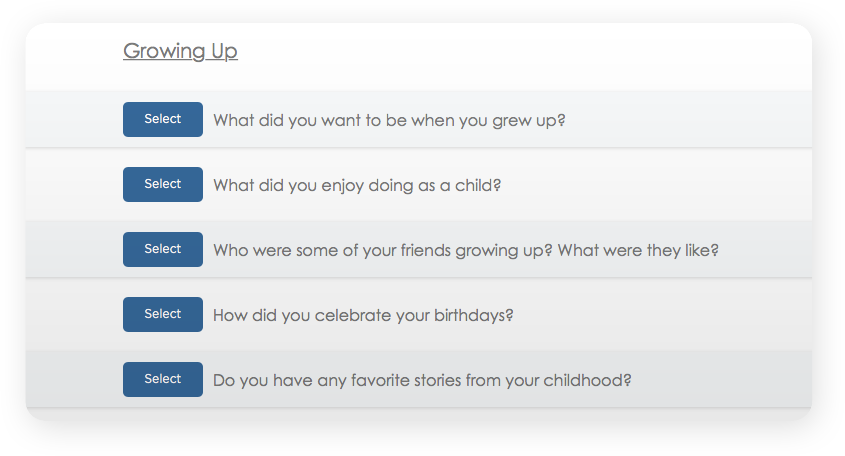 Growing Up
Select What did you want to be when you grew up?
Select What did you enjoy doing as a child?
Select Who were some of your friends growing up? What were they like?
Select How did you celebrate your birthdays?
Select Do you have any favorite stories from your childhood?